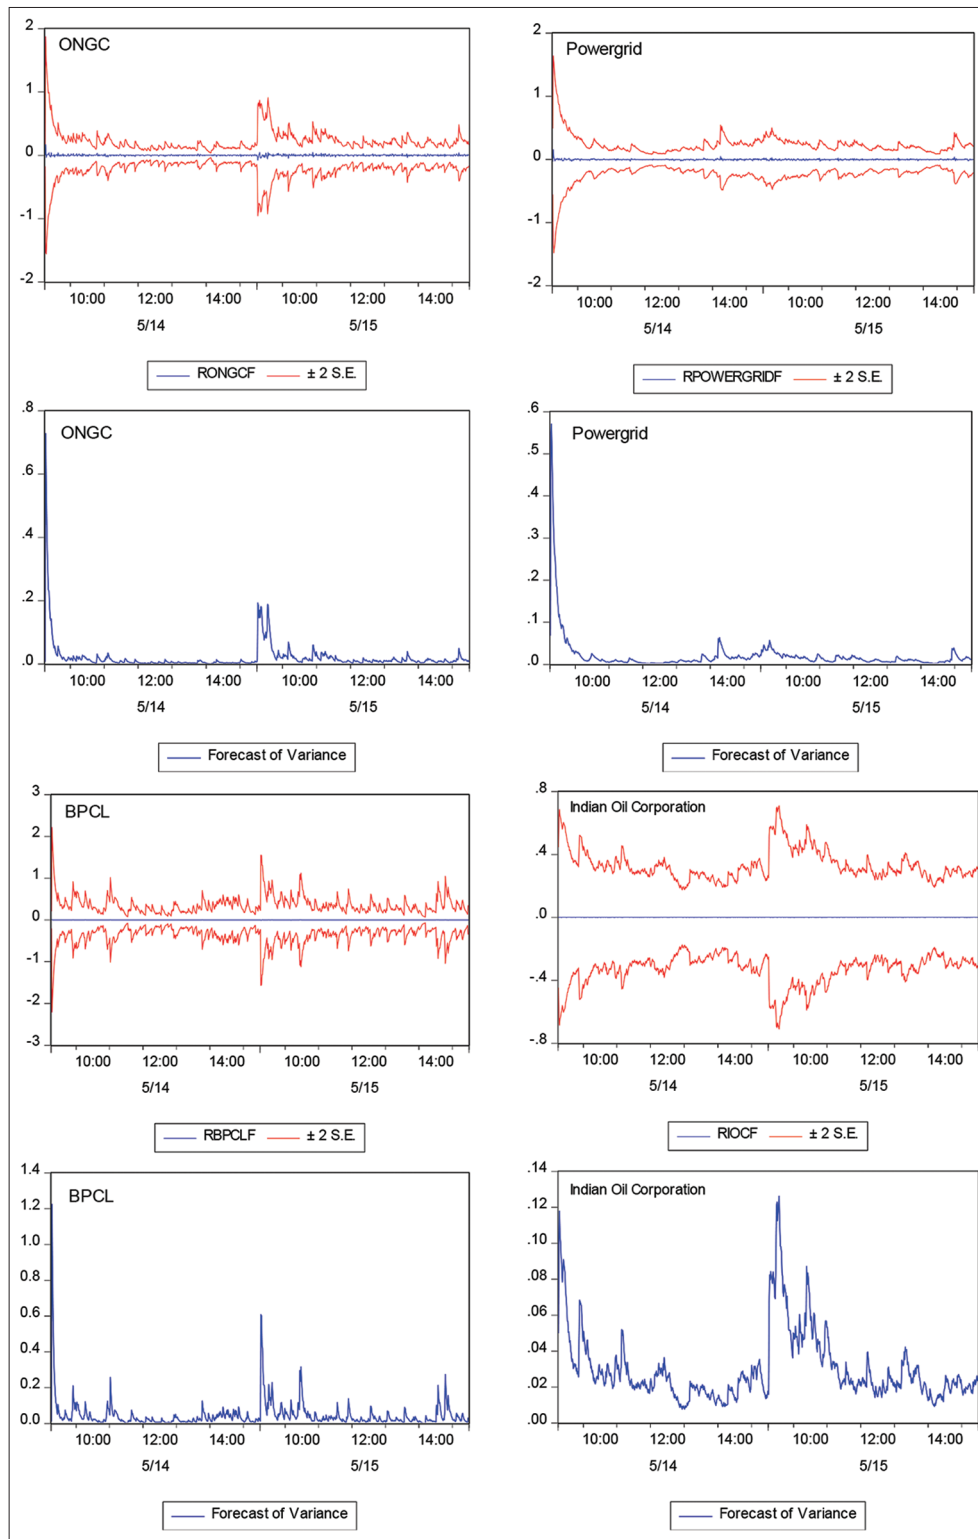 ONGC
2
1
0
-1
-2
10:00 12:00 14:00 10:00 12:00 14:00
5/14 5/15
RONGCF ± 2 S.E.
Powergrid
2
1
0
-1
-2
10:00 12:00 14:00 10:00 12:00 14:00
5/14 5/15
RPOWERGRIDF ± 2 S.E.
ONGC
.8
.6
.4
.2
.0
10:00 12:00 14:00 10:00 12:00 14:00
5/14 5/15
Forecast of Variance
Powergrid
.6
.5
.4
.3
.2
.1
.0
10:00 12:00 14:00 10:00 12:00 14:00
5/14 5/15
Forecast of Variance
BPCL
3
2
1
0
-1
-2
-3
10:00 12:00 14:00 10:00 12:00 14:00
5/14 5/15
RBPCLF ± 2 S.E.
Indian Oil Corporation
.8
.4
.0
-.4
-.8
10:00 12:00 14:00 10:00 12:00 14:00
5/14 5/15
RIOCF ± 2 S.E.
BPCL
1.4
1.2
1.0
0.8
0.6
0.4
0.2
0.0
10:00 12:00 14:00 10:00 12:00 14:00
5/14 5/15
Forecast of Variance
Indian Oil Corporation
.14
.12
.10
.08
.06
.04
.02
.00
10:00 12:00 14:00 10:00 12:00 14:00
5/14 5/15
Forecast of Variance